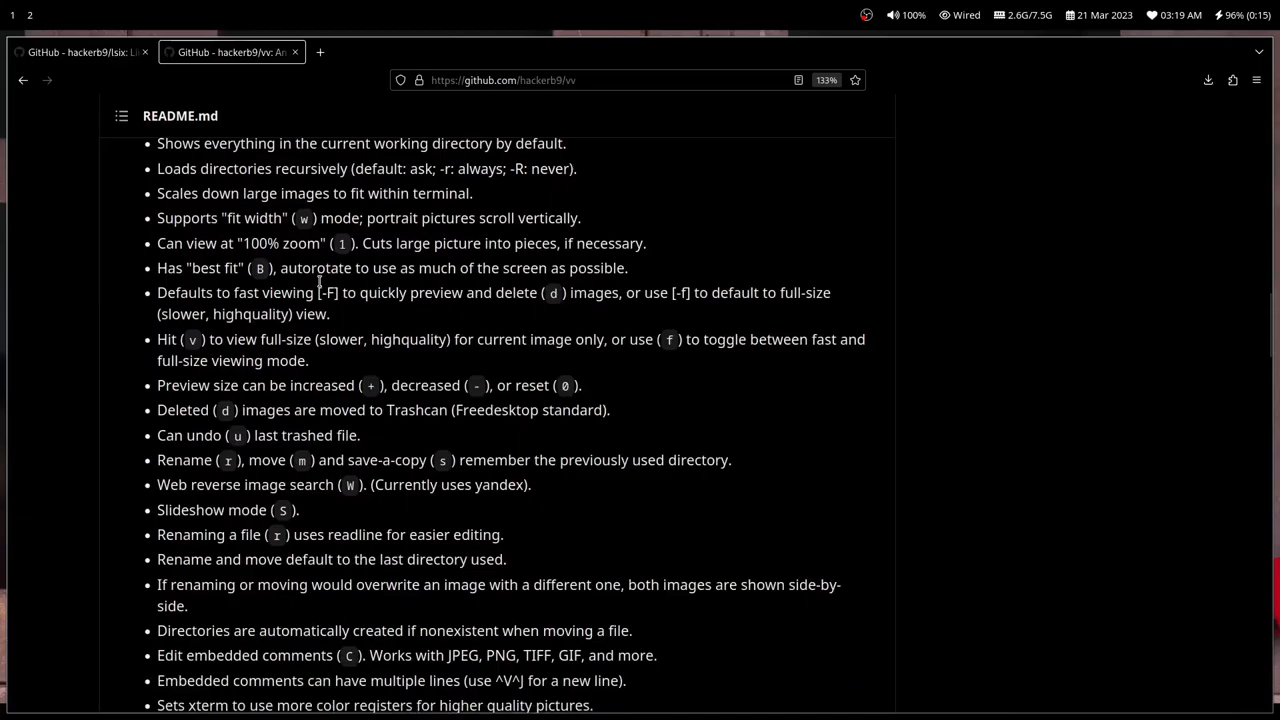 1 2 100% Wired 2.6G/7.5G 21 Mar 2023 03:19 AM 96% (0:15)
GitHub - hackerb9/lsix: Li × GitHub - hackerb9/vv: An × +
https://github.com/hackerb9/vv 133%
README.md
• Shows everything in the current working directory by default.
• Loads directories recursively (default: ask; -r: always; -R: never).
• Scales down large images to fit within terminal.
• Supports "fit width" ( w ) mode; portrait pictures scroll vertically.
• Can view at "100% zoom" ( 1 ). Cuts large picture into pieces, if necessary.
• Has "best fit" ( B ), autorotate to use as much of the screen as possible.
• Defaults to fast viewing [-F] to quickly preview and delete ( d ) images, or use [-f] to default to full-size
(slower, highquality) view.
• Hit ( v ) to view full-size (slower, highquality) for current image only, or use ( f ) to toggle between fast and
full-size viewing mode.
• Preview size can be increased ( + ), decreased ( - ), or reset ( 0 ).
• Deleted ( d ) images are moved to Trashcan (Freedesktop standard).
• Can undo ( u ) last trashed file.
• Rename ( r ), move ( m ) and save-a-copy ( s ) remember the previously used directory.
• Web reverse image search ( W ). (Currently uses yandex).
• Slideshow mode ( S ).
• Renaming a file ( r ) uses readline for easier editing.
• Rename and move default to the last directory used.
• If renaming or moving would overwrite an image with a different one, both images are shown side-by-
side.
• Directories are automatically created if nonexistent when moving a file.
• Edit embedded comments ( C ). Works with JPEG, PNG, TIFF, GIF, and more.
• Embedded comments can have multiple lines (use ^V^J for a new line).
• Sets xterm to use more color registers for higher quality pictures.